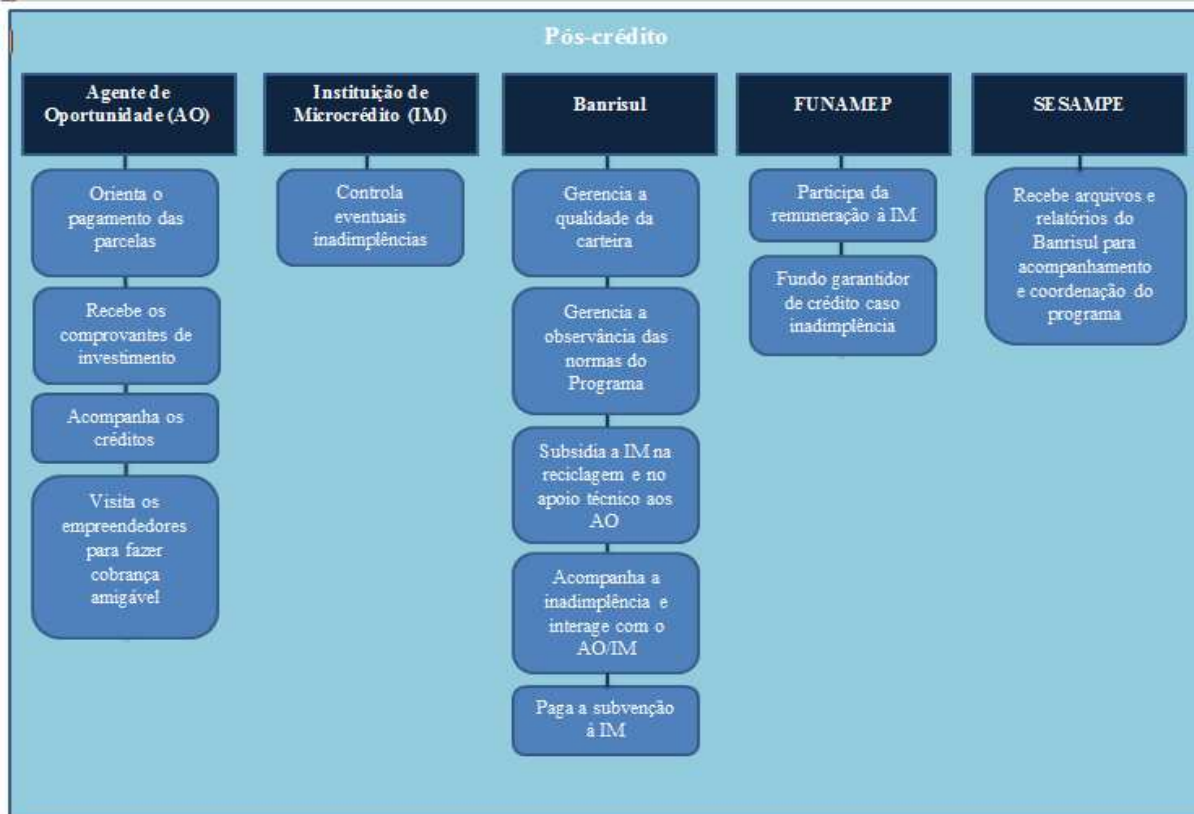 Pós-crédito
Agente de
Oportunidade (AO)
Orienta o
pagamento das
parcelas
Recebe os
comprovantes de
investimento
Acompanha os
créditos
Visita os
empreendedores
para fazer
cobrança
amigável
Instituição de
Microcrédito (IM)
Controla
eventuais
inadimplências
Banrisul
Gerencia a
qualidade da
carteira
Gerencia a
observância das
normas do
Programa
Subsidia a IM na
reciclagem e no
apoio técnico aos
AO
Acompanha a
inadimplência e
interage com o
AO/IM
Paga a subvenção
à IM
FUNAMEP
Participa da
remuneração à IM
Fundo garantidor
de crédito caso
inadimplência
SESAMPE
Recebe arquivos e
relatórios do
Banrisul para
acompanhamento
e coordenação do
programa